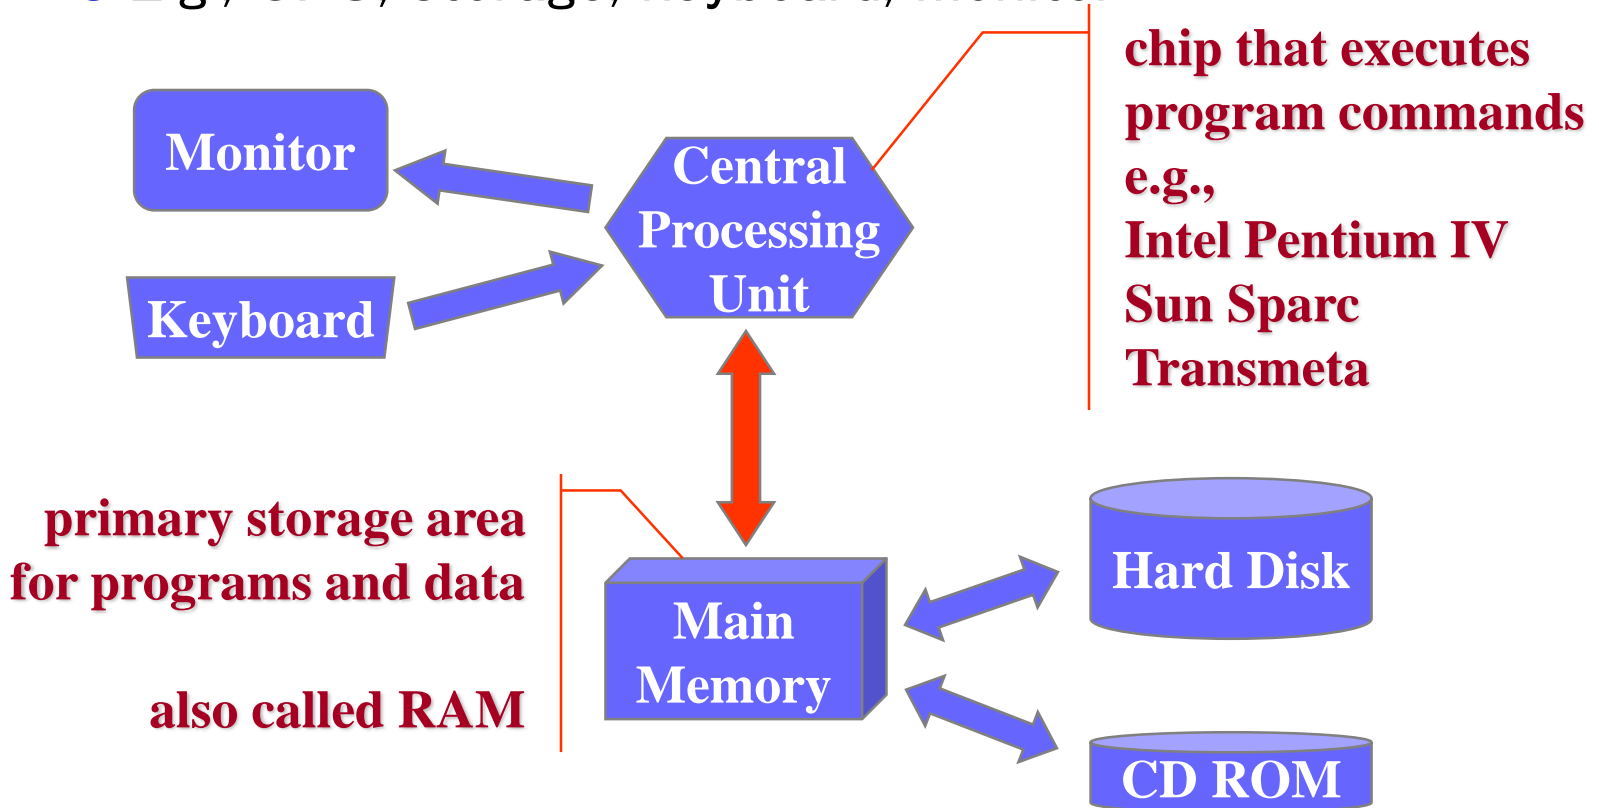 chip that executes
program commands
e.g.,
Intel Pentium IV
Sun Sparc
Transmeta
Monitor
Central
Processing
Unit
Keyboard
primary storage area
for programs and data
also called RAM
Main
Memory
Hard Disk
CD ROM